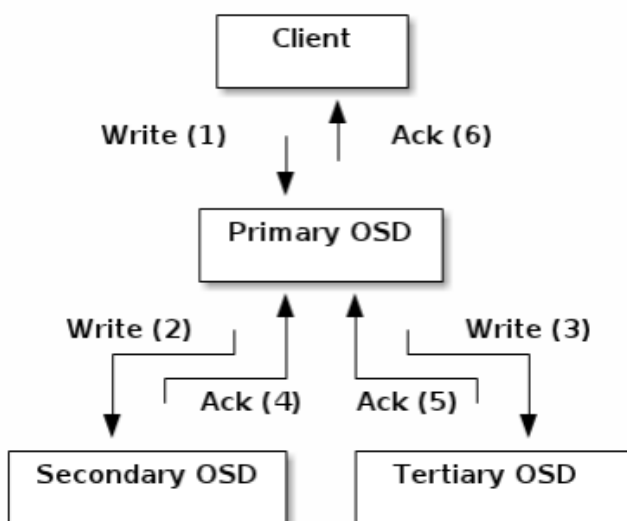 Client
Write (1)
Ack (6)
Primary OSD
Write (2)
Write (3)
Ack (4)
Ack (5)
Secondary OSD
Tertiary OSD